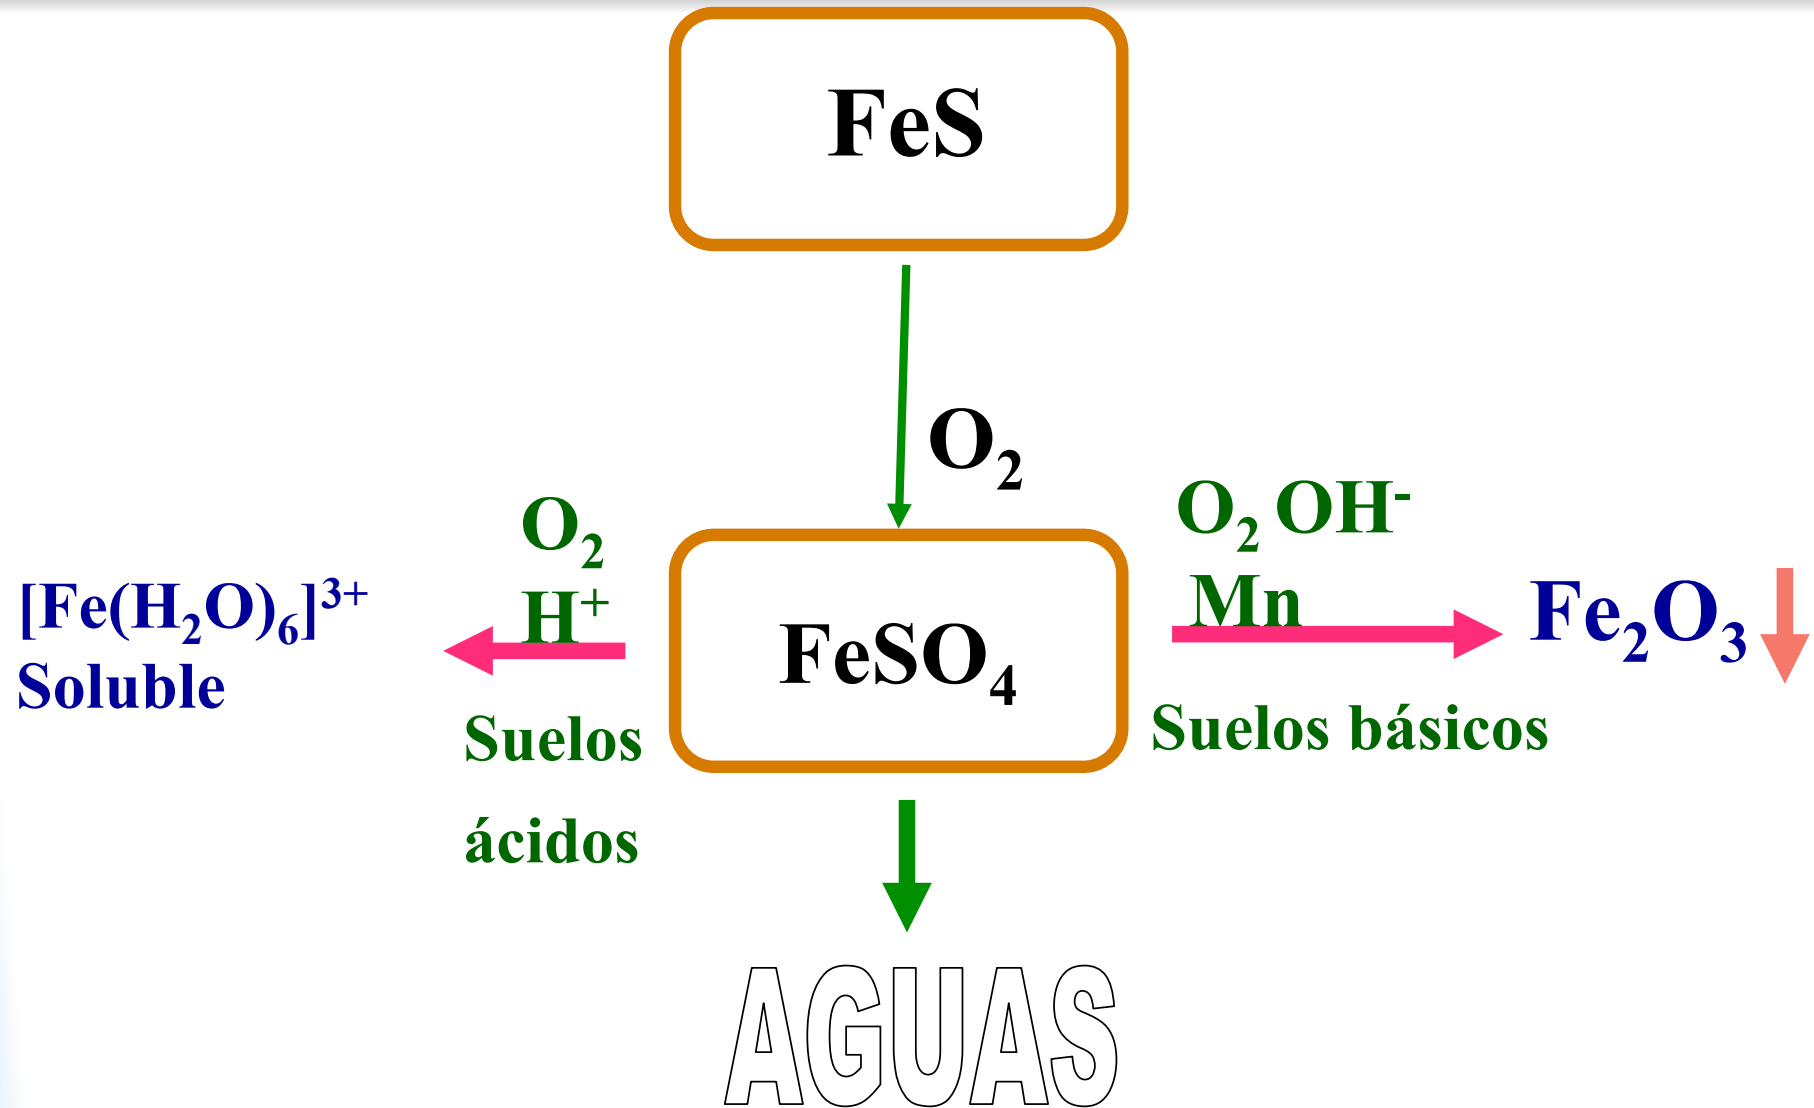 FeS
O₂
O₂
H⁺
[Fe(H₂O)₆]³⁺
Soluble
Suelos
ácidos
FeSO₄
O₂ OH⁻
Mn
Suelos básicos
Fe₂O₃
AGUAS